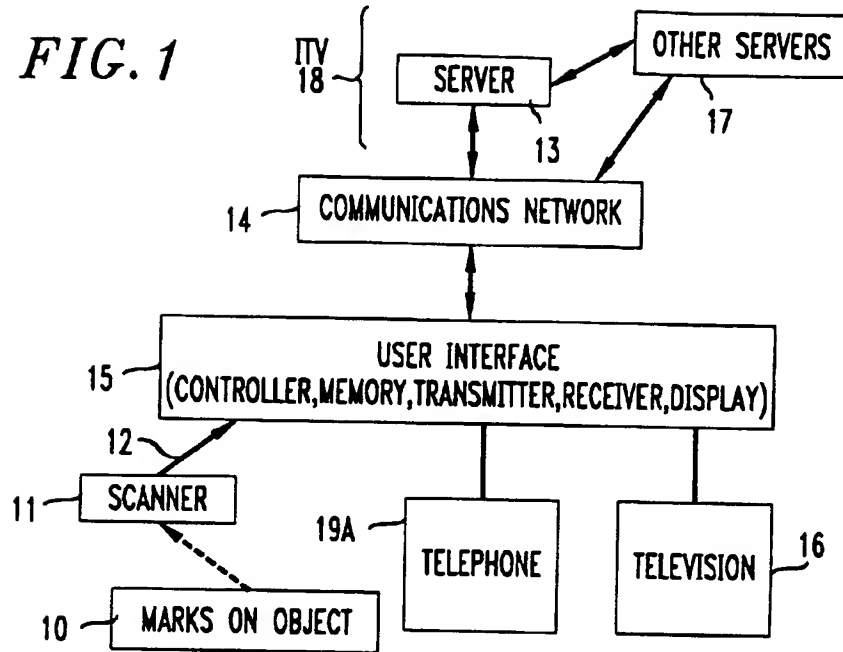 FIG. 1
ITV
18
SERVER
13
OTHER SERVERS
17
14
COMMUNICATIONS NETWORK
15
USER INTERFACE
(CONTROLLER,MEMORY,TRANSMITTER,RECEIVER,DISPLAY)
12
11
SCANNER
19A
TELEPHONE
TELEVISION
16
10
MARKS ON OBJECT